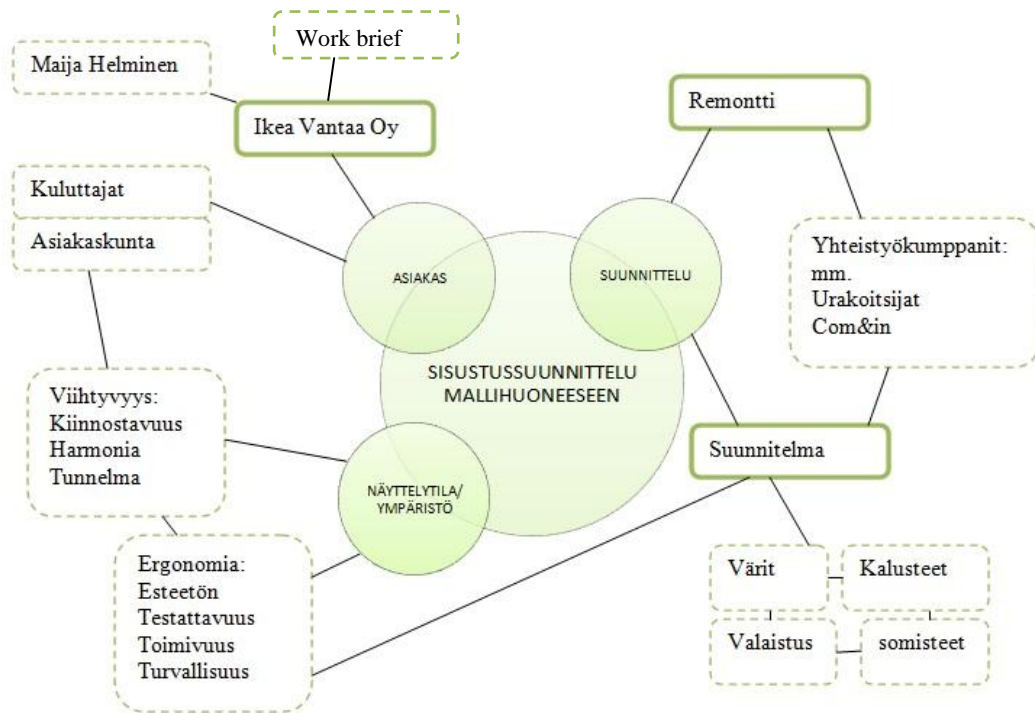 Work brief
Maija Helminen
Ikea Vantaa Oy
Remontti
Kuluttajat
Asiakaskunta
ASIAKAS
SUUNNITTELU
Yhteistyökumppanit:
mm.
Urakoitsijat
Com&in
SISUSTUSSUUNNITTELU
MALLIHUONEESEEN
Viihtyvyys:
Kiinnostavuus
Harmonia
Tunnelma
Suunnitelma
NÄYTTELYTILA/
YMPÄRISTÖ
Ergonomia:
Esteetön
Testattavuus
Toimivuus
Turvallisuus
Värit
Kalusteet
Valaistus
somisteet